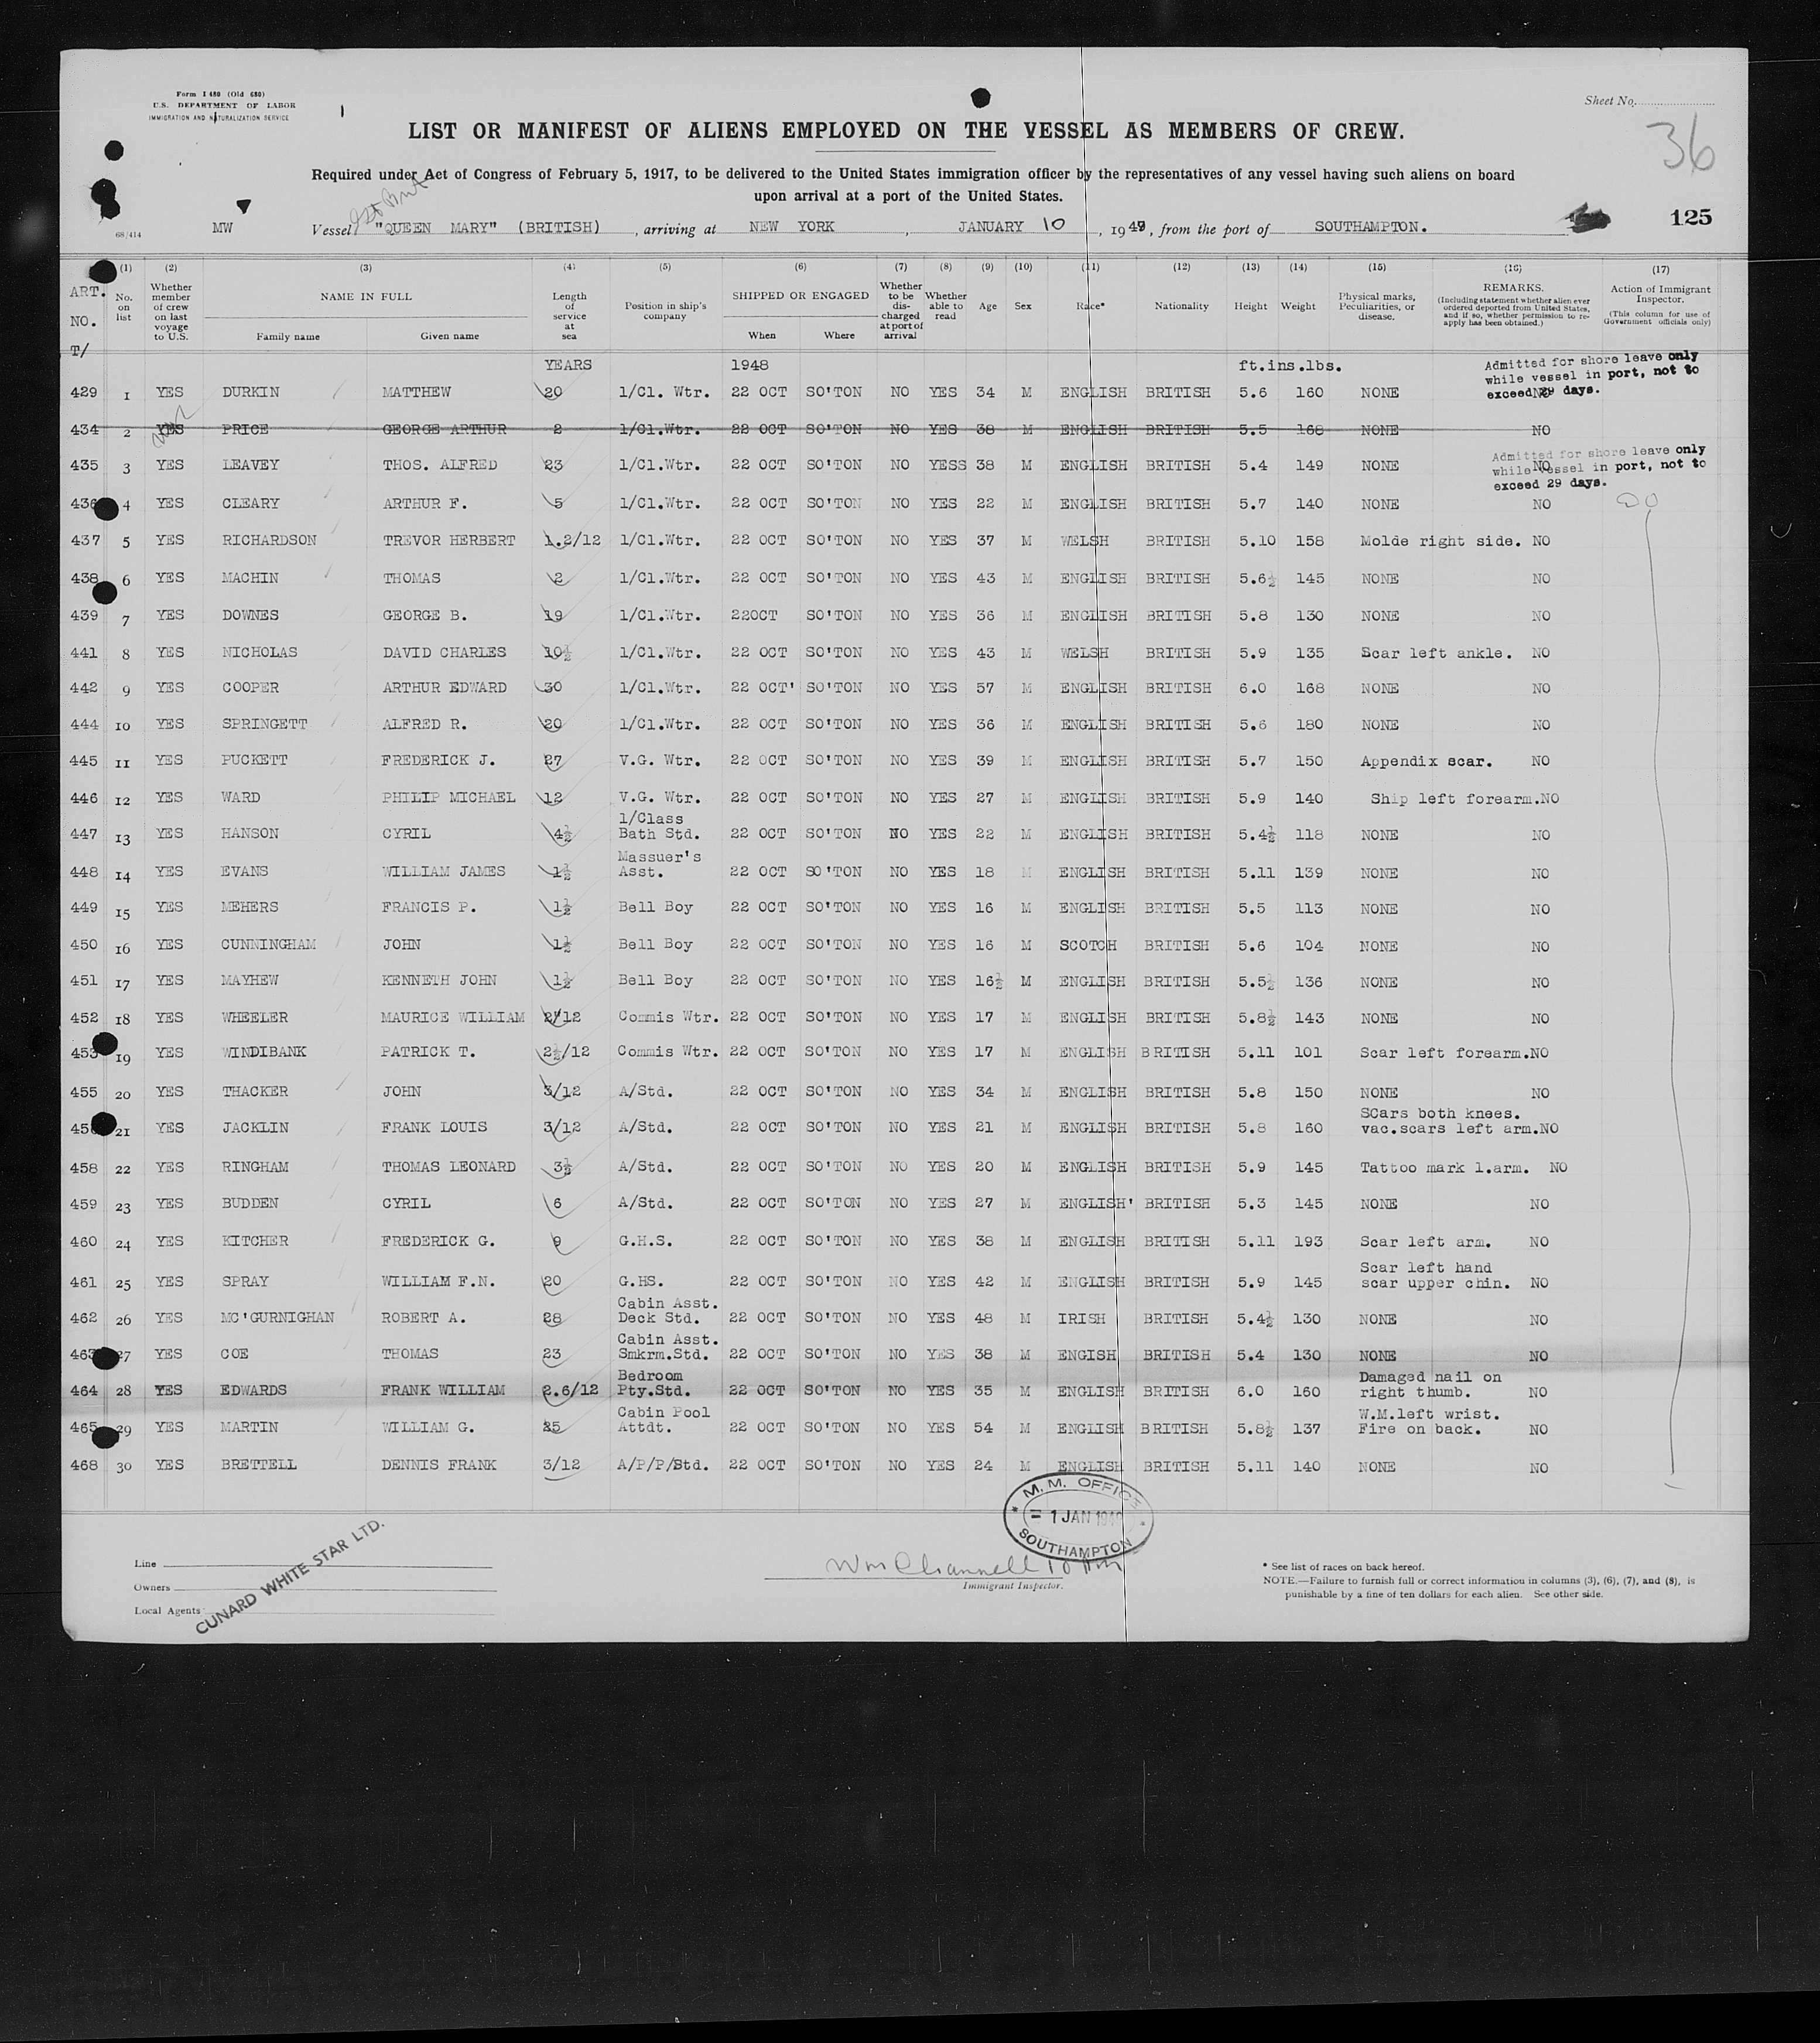 Form I 480 (Old 680)
U.S. DEPARTMENT OF LABOR
IMMIGRATION AND NATURALIZATION SERVICE
Sheet No.
36
LIST OR MANIFEST OF ALIENS EMPLOYED ON THE VESSEL AS MEMBERS OF CREW.
Required under Act of Congress of February 5, 1917, to be delivered to the United States immigration officer by the representatives of any vessel having such aliens on board
upon arrival at a port of the United States.
68/414 MW Vessel "QUEEN MARY" (BRITISH), arriving at NEW YORK, JANUARY 10, 1949, from the port of SOUTHAMPTON. 125
ART. NO. T/ (1) No. on list (2) Whether member of crew on last voyage to U.S. (3) NAME IN FULL Family name Given name (4) Length of service at sea (5) Position in ship's company (6) SHIPPED OR ENGAGED When Where (7) Whether to be discharged at port of arrival (8) Whether able to read (9) Age (10) Sex (11) Race* (12) Nationality (13) Height (14) Weight (15) Physical marks, Peculiarities, or disease. (16) REMARKS. (Including statement whether alien ever ordered deported from United States, and if so, whether permission to re-apply has been obtained.) (17) Action of Immigrant Inspector. (This column for use of Government officials only)
YEARS 1948 ft.ins.lbs.
Admitted for shore leave only
while vessel in port, not to
exceed 29 days.
429 1 YES DURKIN MATTHEW 20 1/Cl. Wtr. 22 OCT SO'TON NO YES 34 M ENGLISH BRITISH 5.6 160 NONE NO
434 2 YES PRICE GEORGE ARTHUR 2 1/Cl.Wtr. 22 OCT SO'TON NO YES 38 M ENGLISH BRITISH 5.5 168 NONE NO
Admitted for shore leave only
while vessel in port, not to
exceed 29 days.
435 3 YES LEAVEY THOS. ALFRED 23 1/Cl.Wtr. 22 OCT SO'TON NO YESS 38 M ENGLISH BRITISH 5.4 149 NONE NO
436 4 YES CLEARY ARTHUR F. 5 1/Cl.Wtr. 22 OCT SO'TON NO YES 22 M ENGLISH BRITISH 5.7 140 NONE NO DO
437 5 YES RICHARDSON TREVOR HERBERT 1.2/12 1/Cl.Wtr. 22 OCT SO'TON NO YES 37 M WELSH BRITISH 5.10 158 Molde right side. NO
438 6 YES MACHIN THOMAS 2 1/Cl.Wtr. 22 OCT SO'TON NO YES 43 M ENGLISH BRITISH 5.6½ 145 NONE NO
439 7 YES DOWNES GEORGE B. 19 1/Cl.Wtr. 22OCT SO'TON NO YES 36 M ENGLISH BRITISH 5.8 130 NONE NO
441 8 YES NICHOLAS DAVID CHARLES 10½ 1/Cl.Wtr. 22 OCT SO'TON NO YES 43 M WELSH BRITISH 5.9 135 Scar left ankle. NO
442 9 YES COOPER ARTHUR EDWARD 30 1/Cl.Wtr. 22 OCT' SO'TON NO YES 57 M ENGLISH BRITISH 6.0 168 NONE NO
444 10 YES SPRINGETT ALFRED R. 20 1/Cl.Wtr. 22 OCT SO'TON NO YES 36 M ENGLISH BRITISH 5.6 180 NONE NO
445 11 YES PUCKETT FREDERICK J. 27 V.G. Wtr. 22 OCT SO'TON NO YES 39 M ENGLISH BRITISH 5.7 150 Appendix scar. NO
446 12 YES WARD PHILIP MICHAEL 12 V.G. Wtr. 22 OCT SO'TON NO YES 27 M ENGLISH BRITISH 5.9 140 Ship left forearm.NO
1/Class
447 13 YES HANSON CYRIL 4½ Bath Std. 22 OCT SO'TON NO YES 22 M ENGLISH BRITISH 5.4½ 118 NONE NO
Massuer's
448 14 YES EVANS WILLIAM JAMES 1½ Asst. 22 OCT SO'TON NO YES 18 M ENGLISH BRITISH 5.11 139 NONE NO
449 15 YES MEHERS FRANCIS P. 1½ Bell Boy 22 OCT SO'TON NO YES 16 M ENGLISH BRITISH 5.5 113 NONE NO
450 16 YES CUNNINGHAM JOHN 1½ Bell Boy 22 OCT SO'TON NO YES 16 M SCOTCH BRITISH 5.6 104 NONE NO
451 17 YES MAYHEW KENNETH JOHN 1½ Bell Boy 22 OCT SO'TON NO YES 16½ M ENGLISH BRITISH 5.5½ 136 NONE NO
452 18 YES WHEELER MAURICE WILLIAM 2/12 Commis Wtr. 22 OCT SO'TON NO YES 17 M ENGLISH BRITISH 5.8½ 143 NONE NO
453 19 YES WINDIBANK PATRICK T. 2½/12 Commis Wtr. 22 OCT SO'TON NO YES 17 M ENGLISH BRITISH 5.11 101 Scar left forearm.NO
455 20 YES THACKER JOHN 3/12 A/Std. 22 OCT SO'TON NO YES 34 M ENGLISH BRITISH 5.8 150 NONE NO
SCars both knees.
21 YES JACKLIN FRANK LOUIS 3/12 A/Std. 22 OCT SO'TON NO YES 21 M ENGLISH BRITISH 5.8 160 vac.scars left arm.NO
458 22 YES RINGHAM THOMAS LEONARD 3½ A/Std. 22 OCT SO'TON NO YES 20 M ENGLISH BRITISH 5.9 145 Tattoo mark l.arm. NO
459 23 YES BUDDEN CYRIL 6 A/Std. 22 OCT SO'TON NO YES 27 M ENGLISH' BRITISH 5.3 145 NONE NO
460 24 YES KITCHER FREDERICK G. 9 G.H.S. 22 OCT SO'TON NO YES 38 M ENGLISH BRITISH 5.11 193 Scar left arm. NO
Scar left hand
461 25 YES SPRAY WILLIAM F.N. 20 G.HS. 22 OCT SO'TON NO YES 42 M ENGLISH BRITISH 5.9 145 scar upper chin. NO
Cabin Asst.
462 26 YES MC'GURNIGHAN ROBERT A. 28 Deck Std. 22 OCT SO'TON NO YES 48 M IRISH BRITISH 5.4½ 130 NONE NO
Cabin Asst.
463 27 YES COE THOMAS 23 Smkrm.Std. 22 OCT SO'TON NO YES 38 M ENGISH BRITISH 5.4 130 NONE NO
Bedroom Damaged nail on
464 28 YES EDWARDS FRANK WILLIAM 2.6/12 Pty.Std. 22 OCT SO'TON NO YES 35 M ENGLISH BRITISH 6.0 160 right thumb. NO
Cabin Pool W.M.left wrist.
465 29 YES MARTIN WILLIAM G. 25 Attdt. 22 OCT SO'TON NO YES 54 M ENGLISH BRITISH 5.8½ 137 Fire on back. NO
468 30 YES BRETTELL DENNIS FRANK 3/12 A/P/P/Std. 22 OCT SO'TON NO YES 24 M ENGLISH BRITISH 5.11 140 NONE NO
M. M. OFFICE
1 JAN 1949
SOUTHAMPTON
Line
Owners
Local Agents
CUNARD WHITE STAR LTD.
Immigrant Inspector.
* See list of races on back hereof.
NOTE.—Failure to furnish full or correct information in columns (3), (6), (7), and (8), is
punishable by a fine of ten dollars for each alien. See other side.